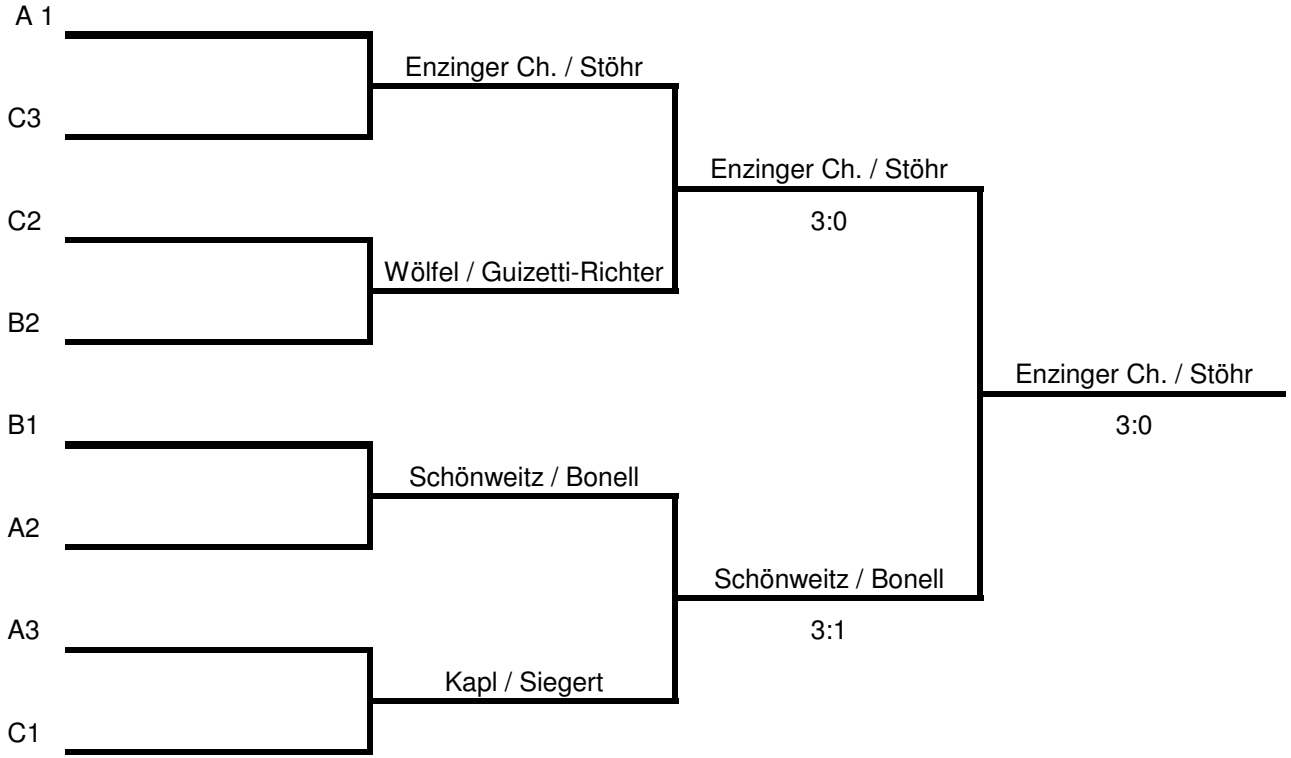 A 1
Enzinger Ch. / Stöhr
C3
Enzinger Ch. / Stöhr
C2
3:0
Wölfel / Guizetti-Richter
B2
Enzinger Ch. / Stöhr
B1
3:0
Schönweitz / Bonell
A2
Schönweitz / Bonell
A3
3:1
Kapl / Siegert
C1